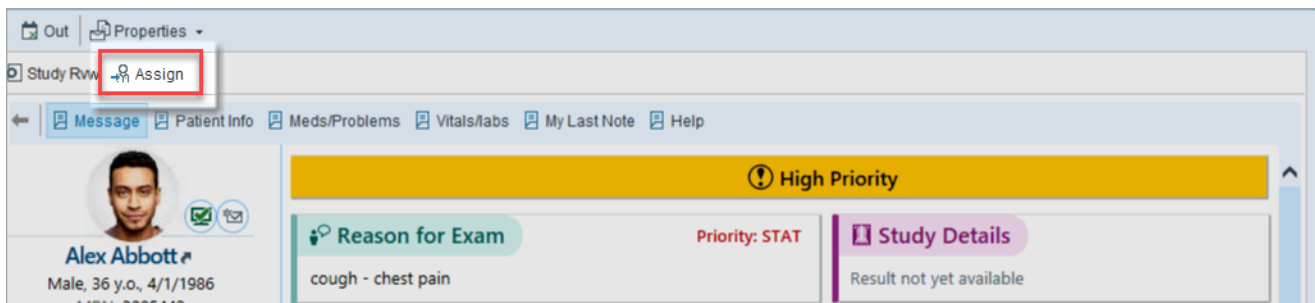 Out Properties
Study Rvw Assign
Message Patient Info Meds/Problems Vitals/labs My Last Note Help
High Priority
Reason for Exam Priority: STAT Study Details
Alex Abbott
cough - chest pain Result not yet available
Male, 36 y.o., 4/1/1986